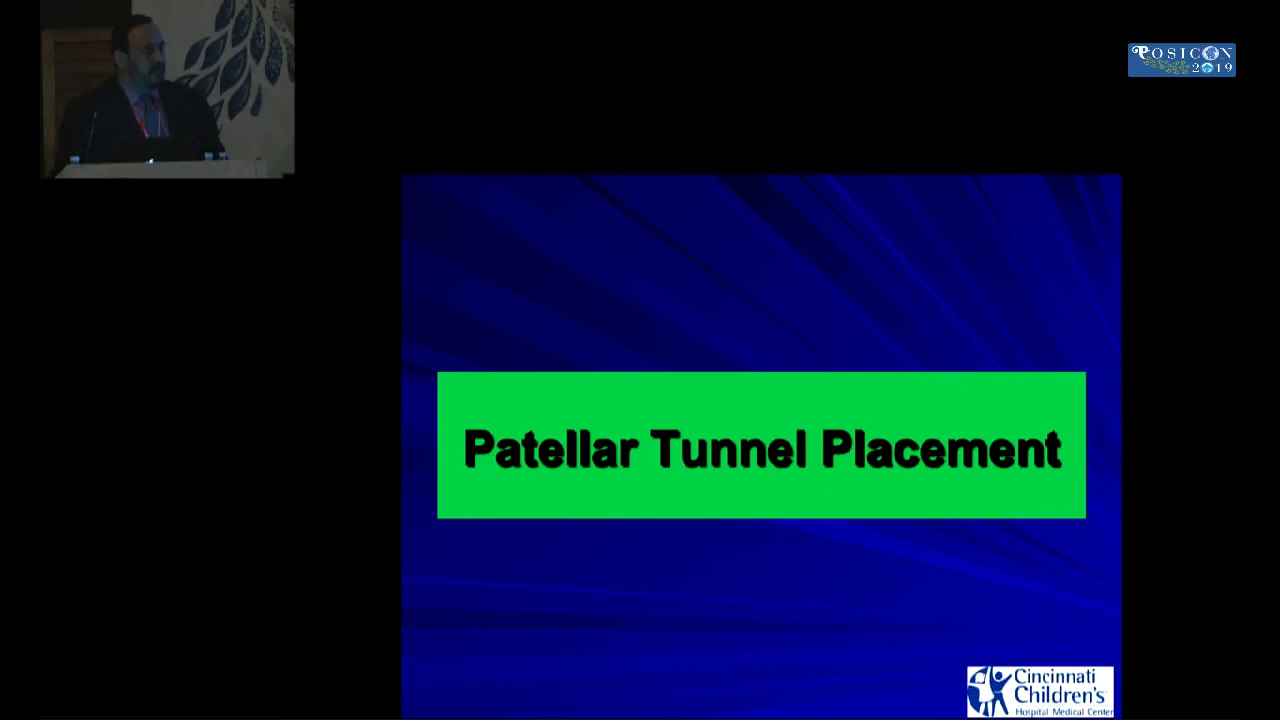 POSICON
2019
Patellar Tunnel Placement
Cincinnati
Children's
Hospital Medical Center